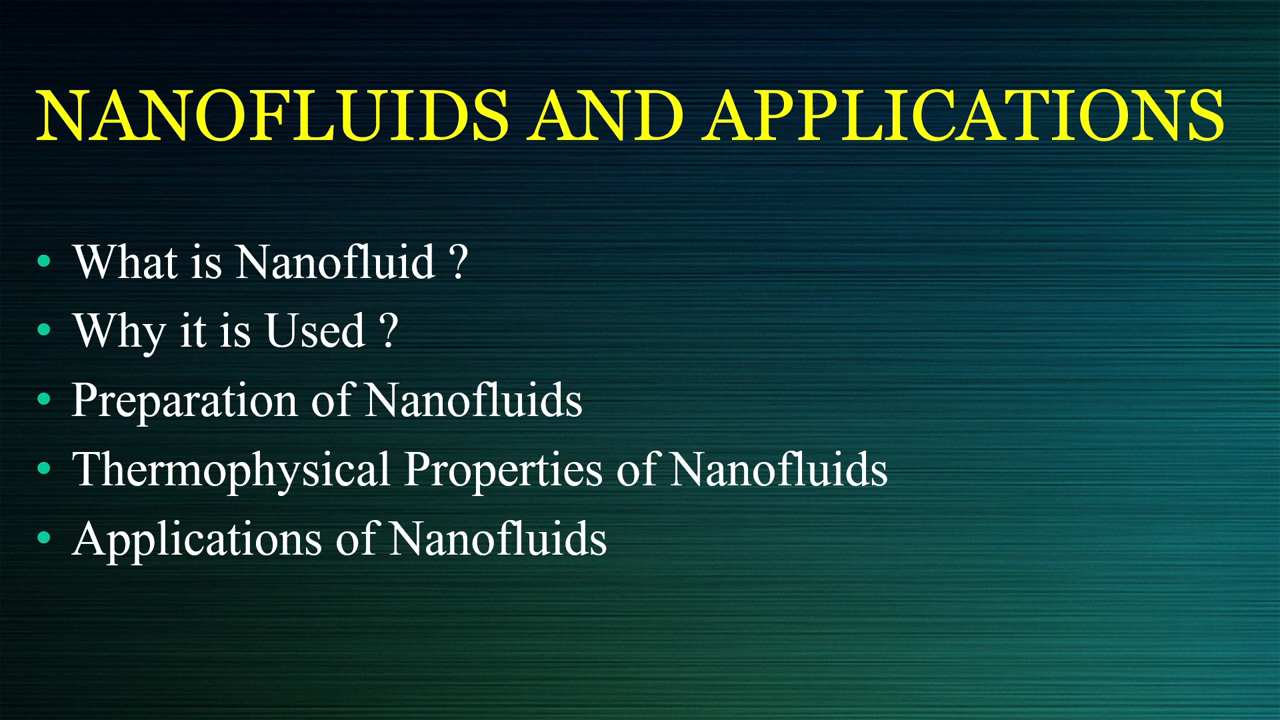 NANOFLUIDS AND APPLICATIONS
• What is Nanofluid ?
• Why it is Used ?
• Preparation of Nanofluids
• Thermophysical Properties of Nanofluids
• Applications of Nanofluids